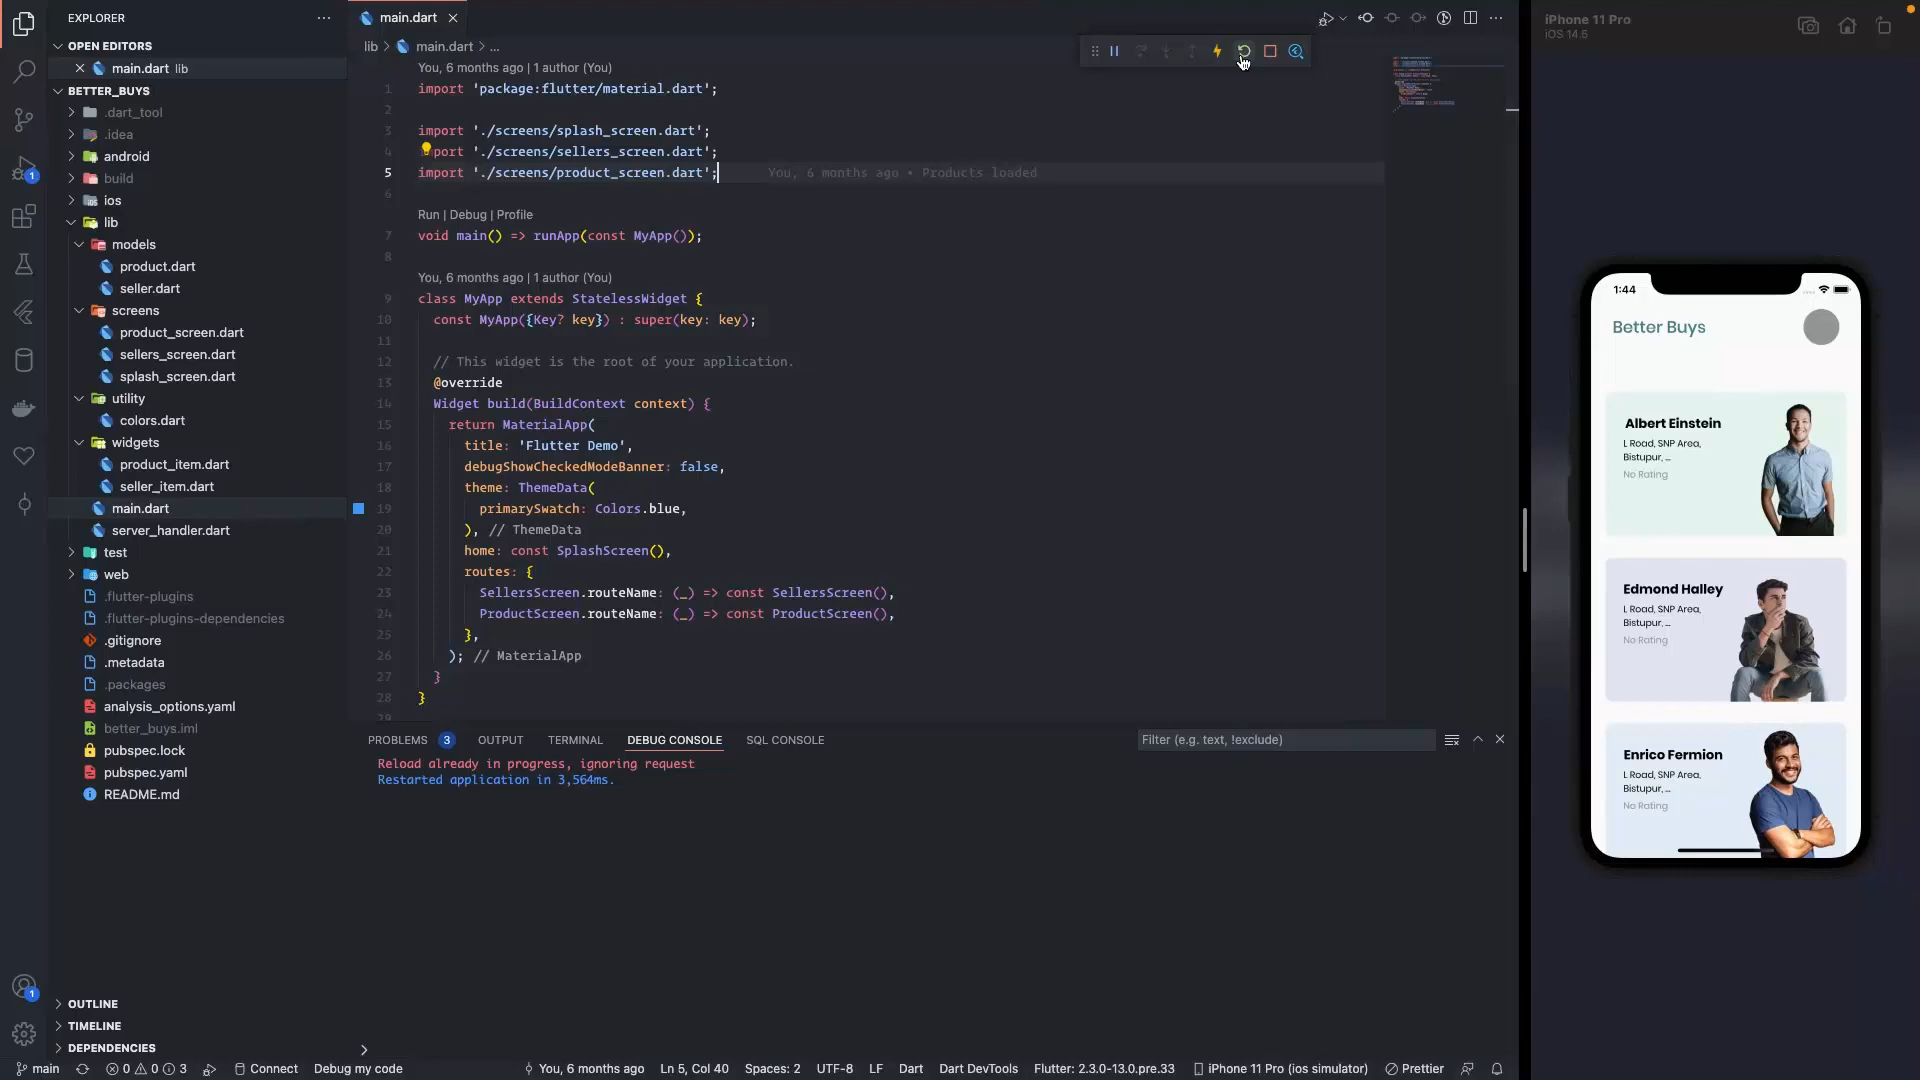 EXPLORER
OPEN EDITORS
main.dart lib
BETTER_BUYS
.dart_tool
.idea
android
build
ios
lib
models
product.dart
seller.dart
screens
product_screen.dart
sellers_screen.dart
splash_screen.dart
utility
colors.dart
widgets
product_item.dart
seller_item.dart
main.dart
server_handler.dart
test
web
.flutter-plugins
.flutter-plugins-dependencies
.gitignore
.metadata
.packages
analysis_options.yaml
better_buys.iml
pubspec.lock
pubspec.yaml
README.md
OUTLINE
TIMELINE
DEPENDENCIES
1
1
main.dart
lib main.dart ...
You, 6 months ago | 1 author (You)
1 import 'package:flutter/material.dart';
2
3 import './screens/splash_screen.dart';
4 port './screens/sellers_screen.dart';
5 import './screens/product_screen.dart'; You, 6 months ago • Products loaded
6
Run | Debug | Profile
7 void main() => runApp(const MyApp());
8
You, 6 months ago | 1 author (You)
9 class MyApp extends StatelessWidget {
10 const MyApp({Key? key}) : super(key: key);
11
12 // This widget is the root of your application.
13 @override
14 Widget build(BuildContext context) {
15 return MaterialApp(
16 title: 'Flutter Demo',
17 debugShowCheckedModeBanner: false,
18 theme: ThemeData(
19 primarySwatch: Colors.blue,
20 ), // ThemeData
21 home: const SplashScreen(),
22 routes: {
23 SellersScreen.routeName: (_) => const SellersScreen(),
24 ProductScreen.routeName: (_) => const ProductScreen(),
25 },
26 ); // MaterialApp
27 }
28 }
29
PROBLEMS 3 OUTPUT TERMINAL DEBUG CONSOLE SQL CONSOLE Filter (e.g. text, !exclude)
Reload already in progress, ignoring request
Restarted application in 3,564ms.
main 0 0 3 Connect Debug my code You, 6 months ago Ln 5, Col 40 Spaces: 2 UTF-8 LF Dart Dart DevTools Flutter: 2.3.0-13.0.pre.33 iPhone 11 Pro (ios simulator) Prettier
iPhone 11 Pro
iOS 14.5
1:44
Better Buys
Albert Einstein
L Road, SNP Area,
Bistupur, ...
No Rating
Edmond Halley
L Road, SNP Area,
Bistupur, ...
No Rating
Enrico Fermion
L Road, SNP Area,
Bistupur, ...
No Rating